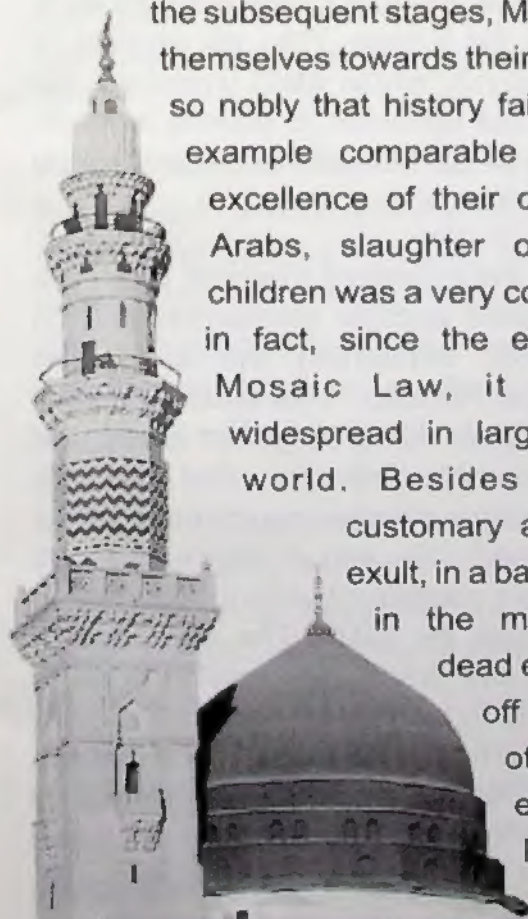 the subsequent stages, M
themselves towards their
so nobly that history fai
example comparable
excellence of their c
Arabs, slaughter o
children was a very co
in fact, since the e
Mosaic Law, it
widespread in larg
world. Besides
customary a
exult, in a ba
in the m
dead e
off
of
e